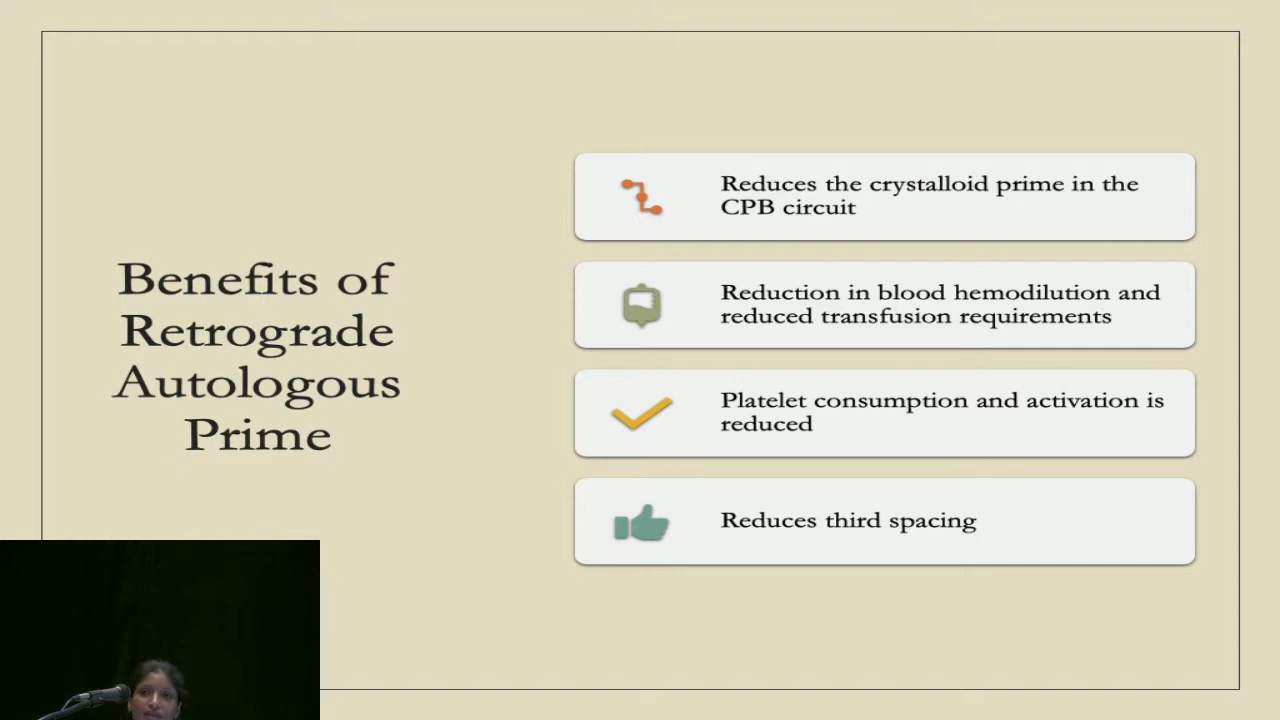 Benefits of
Retrograde
Autologous
Prime
Reduces the crystalloid prime in the
CPB circuit
Reduction in blood hemodilution and
reduced transfusion requirements
Platelet consumption and activation is
reduced
Reduces third spacing